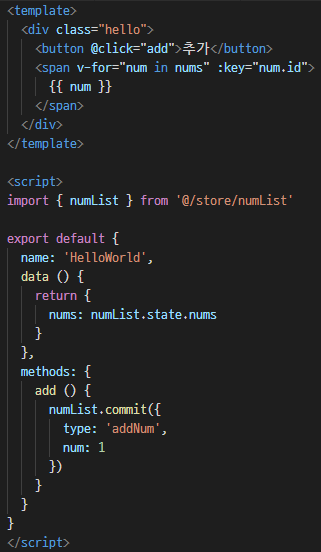 <template>
  <div class="hello">
    <button @click="add">추가</button>
    <span v-for="num in nums" :key="num.id">
      {{ num }}
    </span>
  </div>
</template>

<script>
import { numList } from '@/store/numList'

export default {
  name: 'HelloWorld',
  data () {
    return {
      nums: numList.state.nums
    }
  },
  methods: {
    add () {
      numList.commit({
        type: 'addNum',
        num: 1
      })
    }
  }
}
</script>